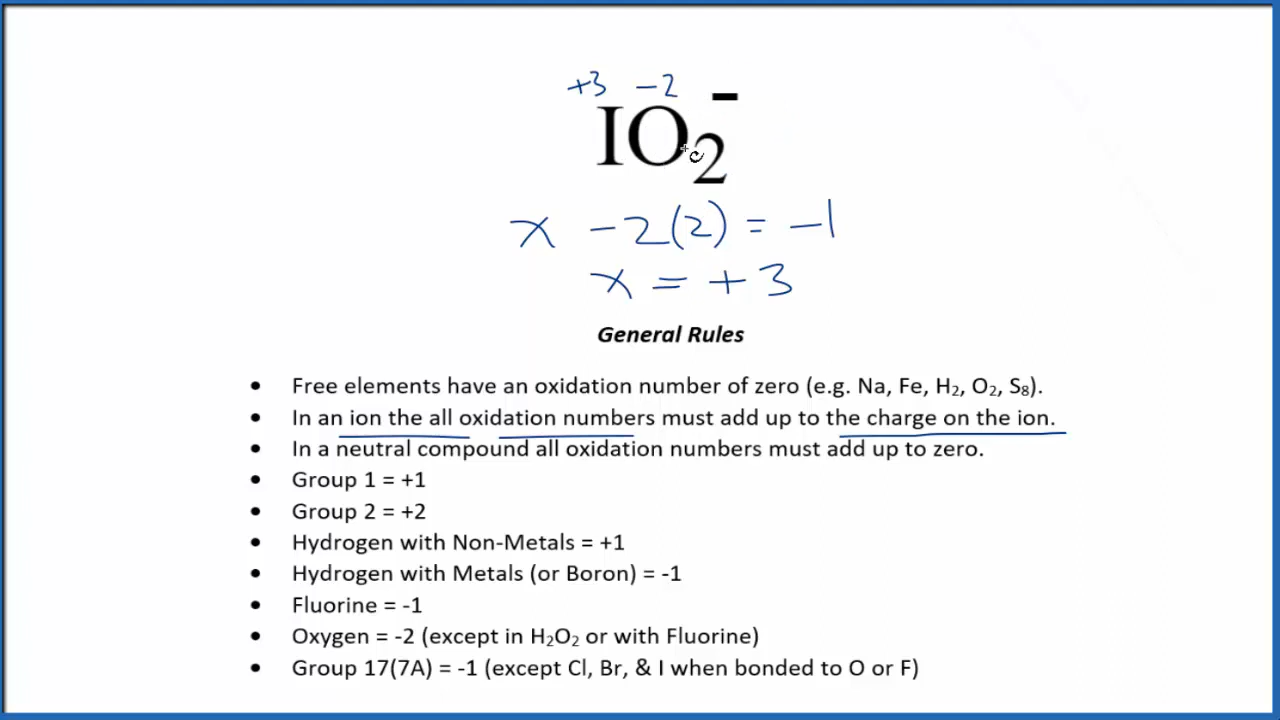 +3 -2
IO₂⁻
x -2(2) = -1
x = +3
General Rules
• Free elements have an oxidation number of zero (e.g. Na, Fe, H₂, O₂, S₈).
• In an ion the all oxidation numbers must add up to the charge on the ion.
• In a neutral compound all oxidation numbers must add up to zero.
• Group 1 = +1
• Group 2 = +2
• Hydrogen with Non-Metals = +1
• Hydrogen with Metals (or Boron) = -1
• Fluorine = -1
• Oxygen = -2 (except in H₂O₂ or with Fluorine)
• Group 17(7A) = -1 (except Cl, Br, & I when bonded to O or F)